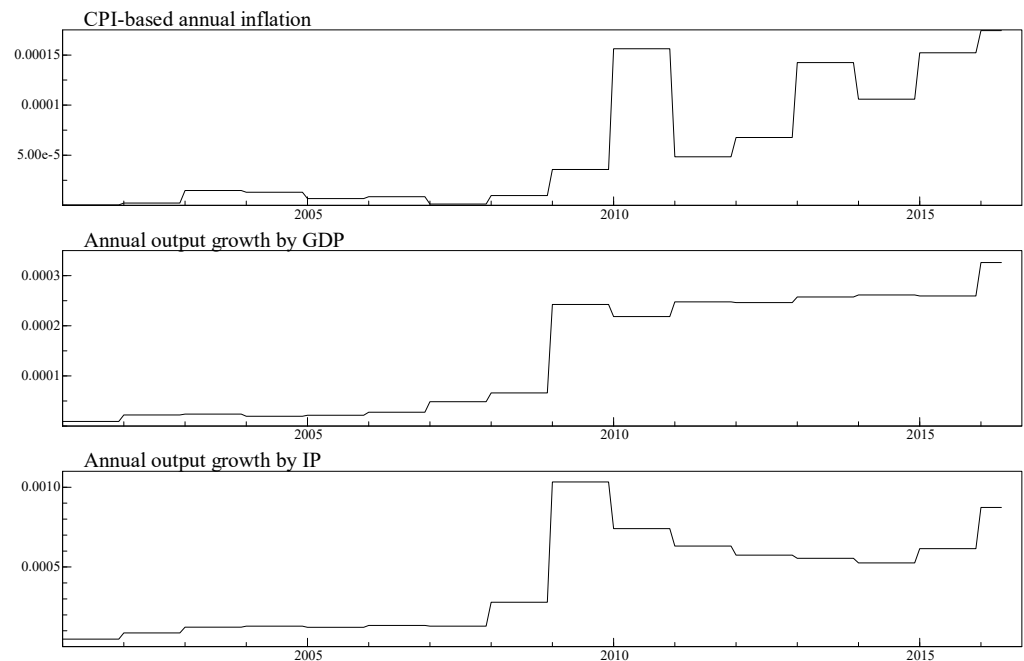 CPI-based annual inflation
0.00015
0.0001
5.00e-5
2005 2010 2015
Annual output growth by GDP
0.0003
0.0002
0.0001
2005 2010 2015
Annual output growth by IP
0.0010
0.0005
2005 2010 2015